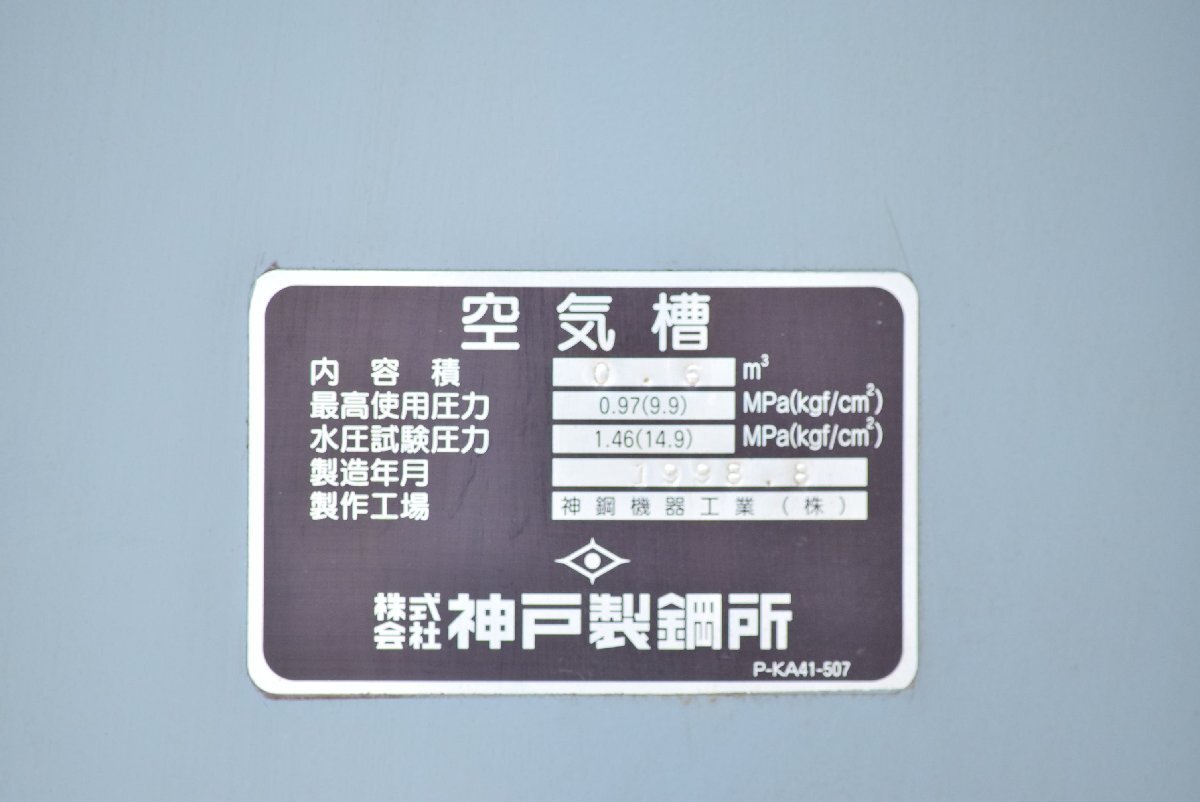 空気槽
内容積 0.6 m³
最高使用圧力 0.97(9.9) MPa(kgf/cm²)
水圧試験圧力 1.46(14.9) MPa(kgf/cm²)
製造年月 1998.8
製作工場 神鋼機器工業(株)
株式会社 神戸製鋼所
P-KA41-507